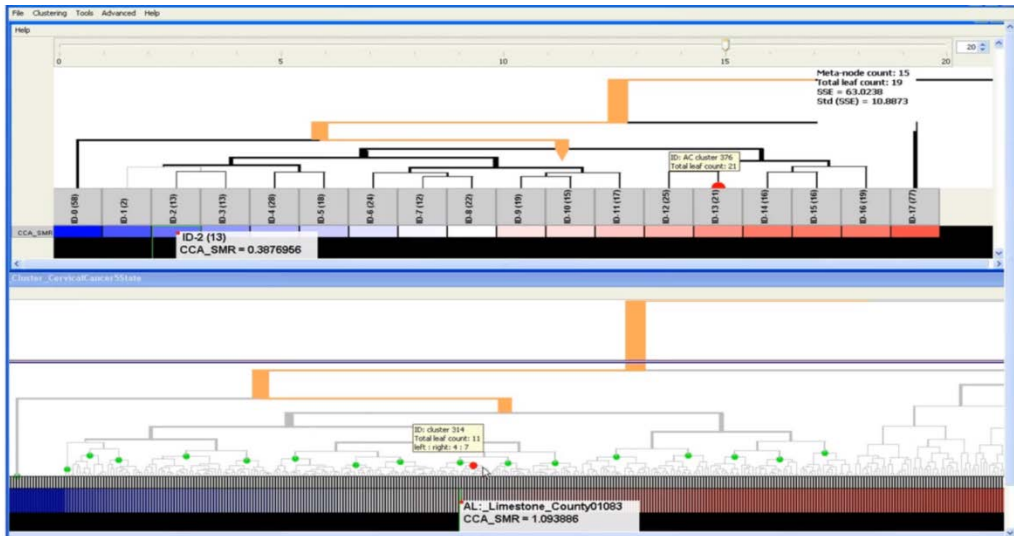 File Clustering Tools Advanced Help
Help
20
0 5 10 15 20
Meta-node count: 15
Total leaf count: 19
SSE = 63.0238
Std (SSE) = 10.8873
ID: AC cluster 376
Total leaf count: 21
ID-0 (58) ID-1 (2) ID-2 (13) ID-3 (13) ID-4 (28) ID-5 (18) ID-6 (24) ID-7 (12) ID-8 (22) ID-9 (19) ID-10 (15) ID-11 (17) ID-12 (25) ID-13 (21) ID-14 (16) ID-15 (16) ID-16 (19) ID-17 (77)
CCA_SMR
ID-2 (13)
CCA_SMR = 0.3876956
Cluster_CervicalCancer5State
ID: cluster 314
Total leaf count: 11
left : right: 4 : 7
AL:_Limestone_County01083
CCA_SMR = 1.093886